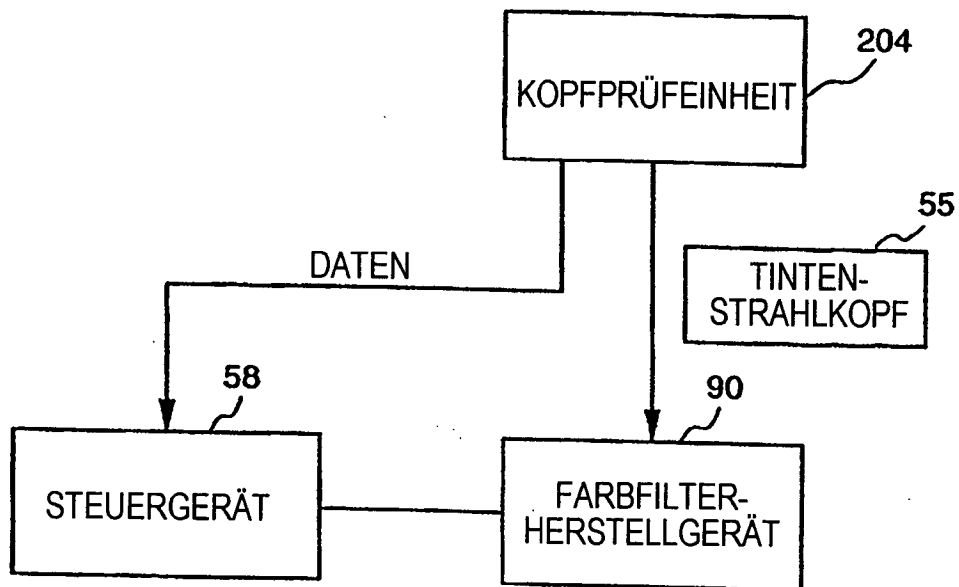 204
KOPFPRÜFEINHEIT
55
DATEN
TINTEN-
STRAHLKOPF
58
90
STEUERGERÄT
FARBFILTER-
HERSTELLGERÄT